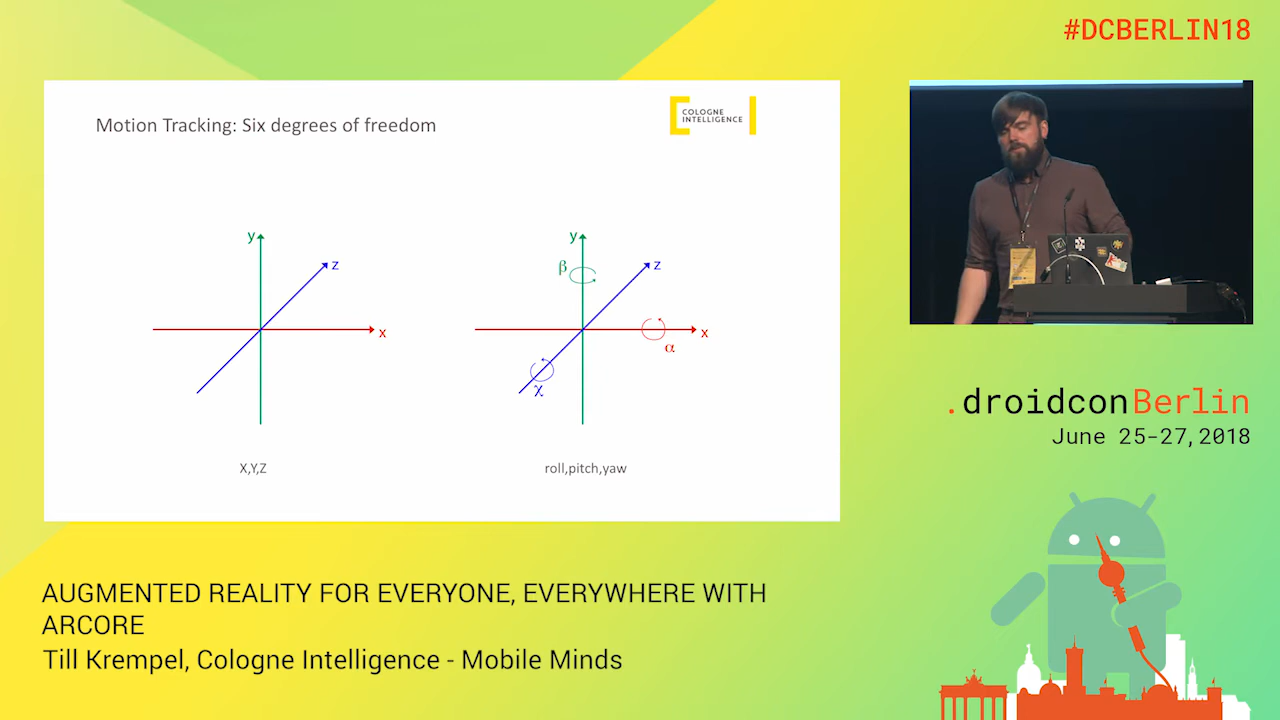 #DCBERLIN18
Motion Tracking: Six degrees of freedom
COLOGNE
INTELLIGENCE
y
z
x
y
β
z
x
α
χ
X,Y,Z
roll,pitch,yaw
.droidconBerlin
June 25-27,2018
AUGMENTED REALITY FOR EVERYONE, EVERYWHERE WITH
ARCORE
Till Krempel, Cologne Intelligence - Mobile Minds